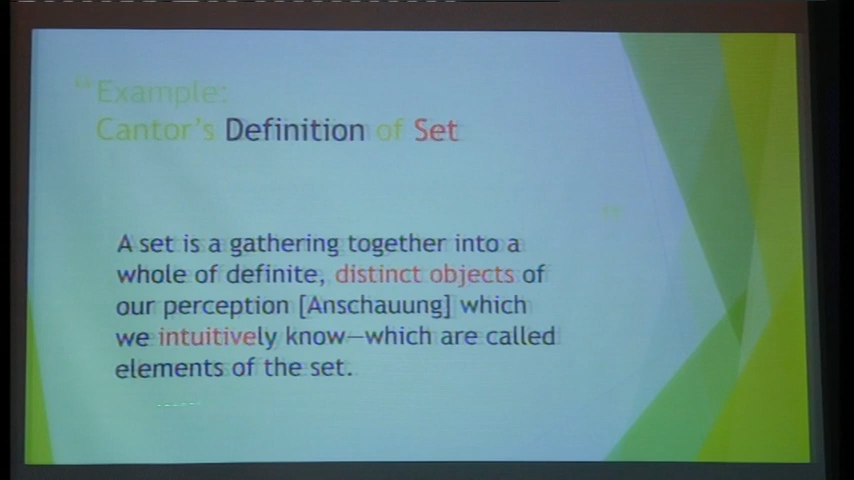 “Example:
Cantor's Definition of Set
”
A set is a gathering together into a
whole of definite, distinct objects of
our perception [Anschauung] which
we intuitively know—which are called
elements of the set.